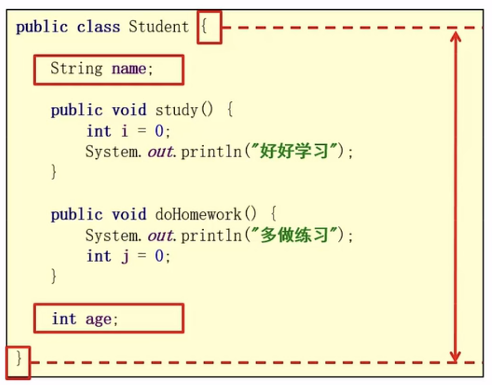 public class Student {
String name;
public void study() {
int i = 0;
System.out.println("好好学习");
}
public void doHomework() {
System.out.println("多做练习");
int j = 0;
}
int age;
}